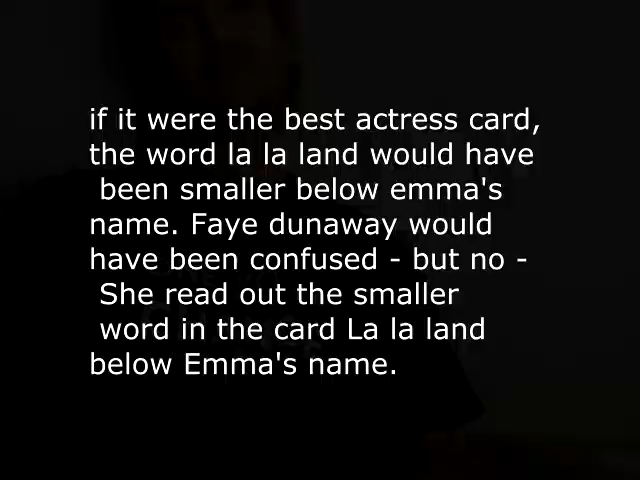 if it were the best actress card,
the word la la land would have
been smaller below emma's
name. Faye dunaway would
have been confused - but no -
She read out the smaller
word in the card La la land
below Emma's name.